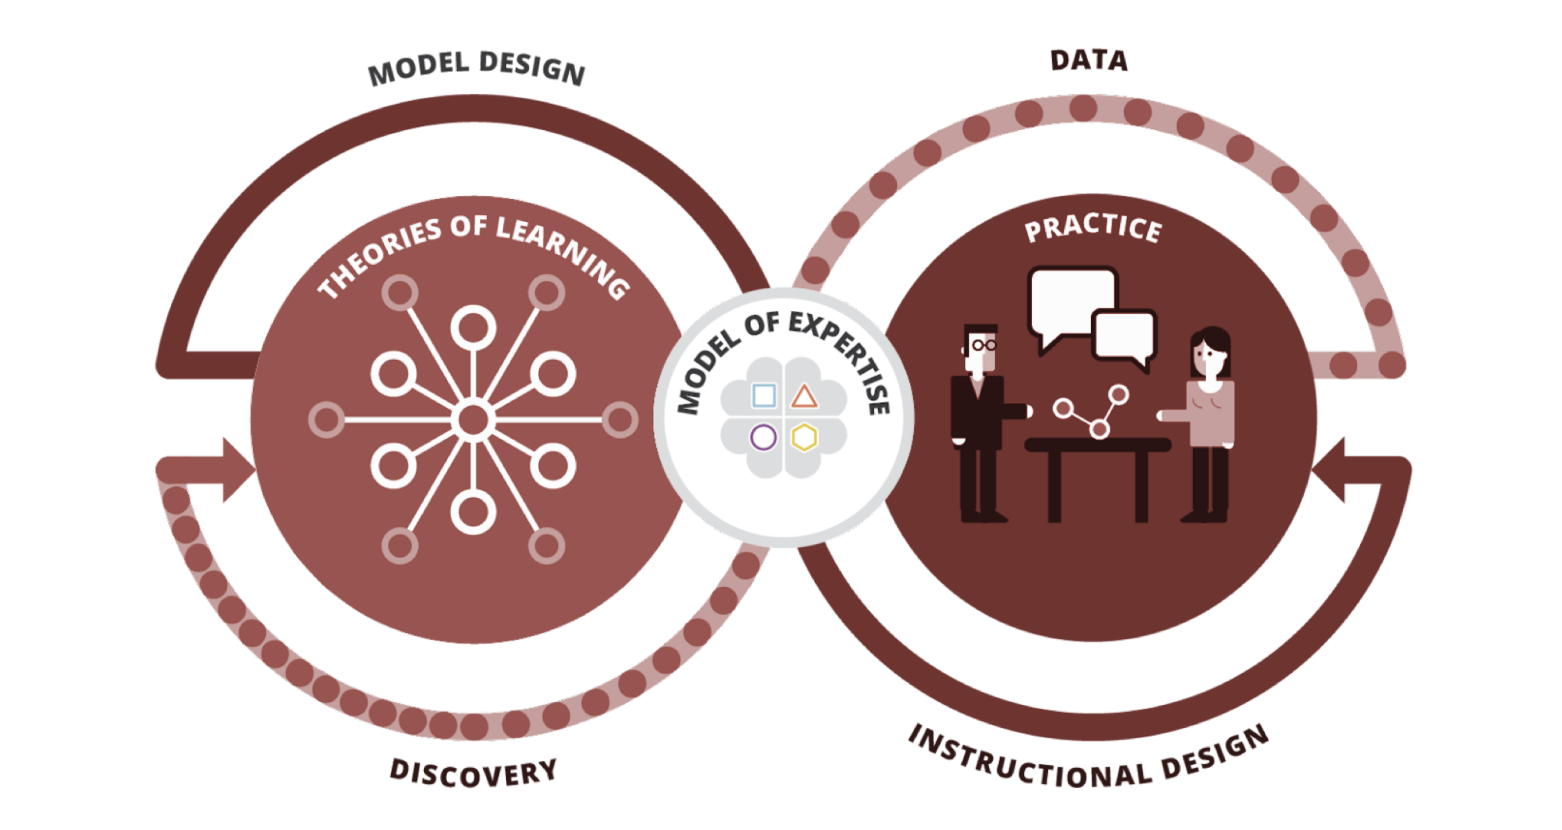 MODEL DESIGN
DATA
THEORIES OF LEARNING
PRACTICE
MODEL OF EXPERTISE
DISCOVERY
INSTRUCTIONAL DESIGN